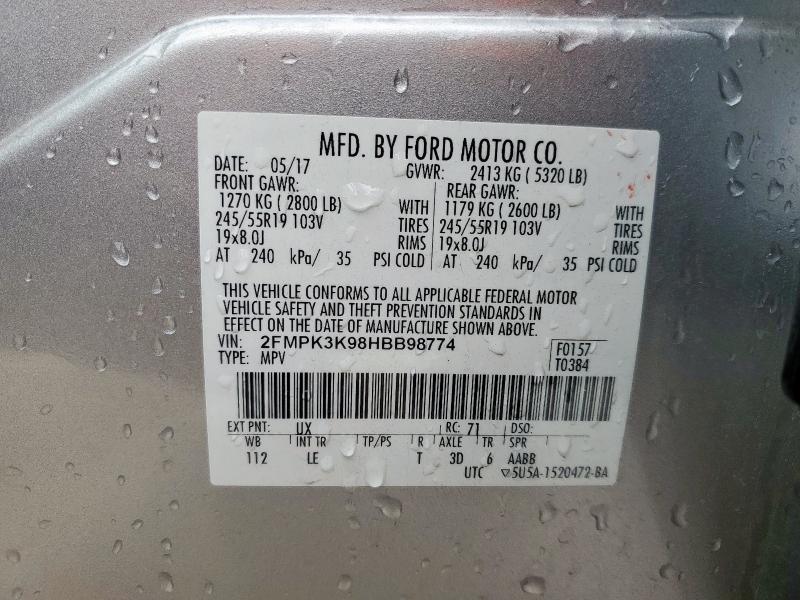 MFD. BY FORD MOTOR CO.
DATE: 05/17 GVWR: 2413 KG ( 5320 LB)
FRONT GAWR: REAR GAWR:
1270 KG ( 2800 LB) WITH 1179 KG ( 2600 LB) WITH
245/55R19 103V TIRES 245/55R19 103V TIRES
19x8.0J RIMS 19x8.0J RIMS
AT 240 kPa/ 35 PSI COLD AT 240 kPa/ 35 PSI COLD
THIS VEHICLE CONFORMS TO ALL APPLICABLE FEDERAL MOTOR
VEHICLE SAFETY AND THEFT PREVENTION STANDARDS IN
EFFECT ON THE DATE OF MANUFACTURE SHOWN ABOVE.
VIN: 2FMPK3K98HBB98774
TYPE: MPV
F0157
T0384
EXT PNT: UX RC: 71 DSO:
WB INT TR TP/PS R AXLE TR SPR
112 LE T 3D 6 AABB
UTC ▽5U5A-1520472-BA